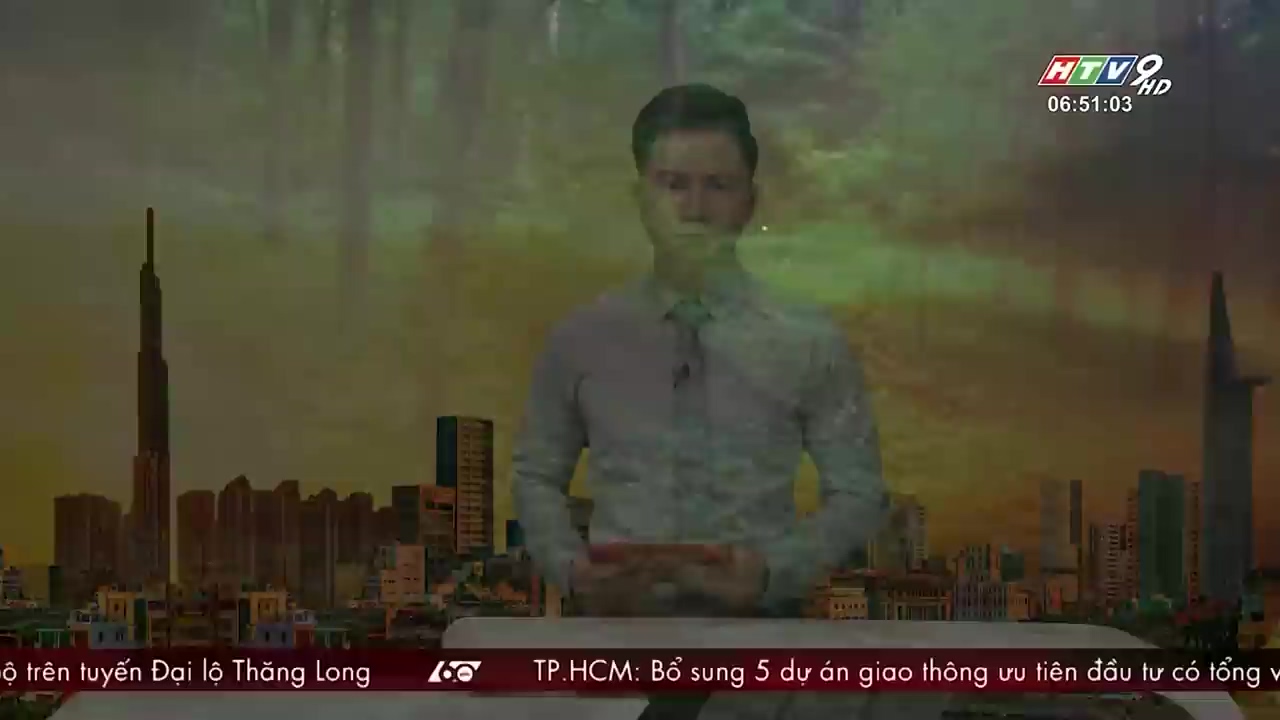 HTV9
HD
06:51:03
trên tuyến Đại lộ Thăng Long
60
TP.HCM: Bổ sung 5 dự án giao thông ưu tiên đầu tư có tổng